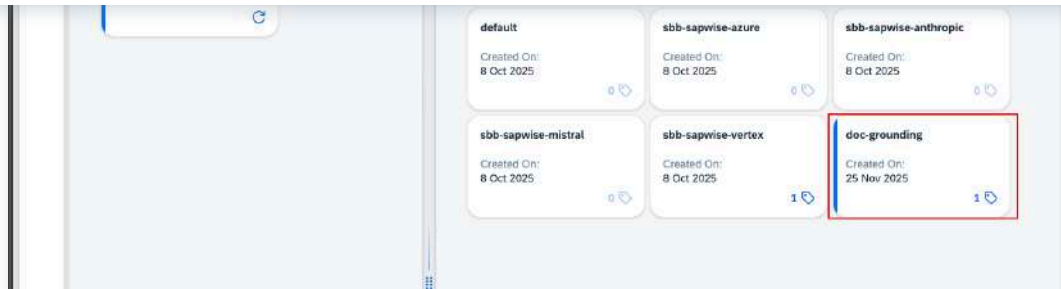 default
Created On:
8 Oct 2025
0
sbb-sapwise-azure
Created On:
8 Oct 2025
0
sbb-sapwise-anthropic
Created On:
8 Oct 2025
0
sbb-sapwise-mistral
Created On:
8 Oct 2025
0
sbb-sapwise-vertex
Created On:
8 Oct 2025
1
doc-grounding
Created On:
25 Nov 2025
1